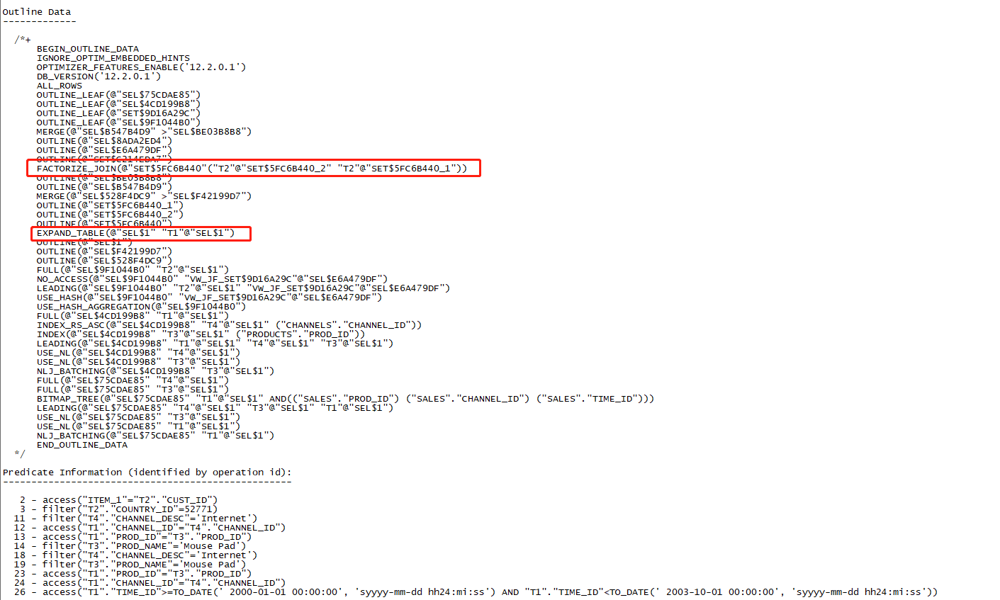 Outline Data
-------------
/*+
BEGIN_OUTLINE_DATA
IGNORE_OPTIM_EMBEDDED_HINTS
OPTIMIZER_FEATURES_ENABLE('12.2.0.1')
DB_VERSION('12.2.0.1')
ALL_ROWS
OUTLINE_LEAF(@"SEL$75CDAE85")
OUTLINE_LEAF(@"SEL$4CD199B8")
OUTLINE_LEAF(@"SET$9D16A29C")
OUTLINE_LEAF(@"SEL$9F1044B0")
MERGE(@"SEL$B547B4D9" >"SEL$BE03B8B8")
OUTLINE(@"SEL$8ADA2ED4")
OUTLINE(@"SEL$E6A479DF")
OUTLINE(@"SET$C214EDA7")
FACTORIZE_JOIN(@"SET$5FC6B440"("T2"@"SET$5FC6B440_2" "T2"@"SET$5FC6B440_1"))
OUTLINE(@"SEL$BE03B8B8")
OUTLINE(@"SEL$B547B4D9")
MERGE(@"SEL$528F4DC9" >"SEL$F42199D7")
OUTLINE(@"SET$5FC6B440_1")
OUTLINE(@"SET$5FC6B440_2")
OUTLINE(@"SET$5FC6B440")
EXPAND_TABLE(@"SEL$1" "T1"@"SEL$1")
OUTLINE(@"SEL$1")
OUTLINE(@"SEL$F42199D7")
OUTLINE(@"SEL$528F4DC9")
FULL(@"SEL$9F1044B0" "T2"@"SEL$1")
NO_ACCESS(@"SEL$9F1044B0" "VW_JF_SET$9D16A29C"@"SEL$E6A479DF")
LEADING(@"SEL$9F1044B0" "T2"@"SEL$1" "VW_JF_SET$9D16A29C"@"SEL$E6A479DF")
USE_HASH(@"SEL$9F1044B0" "VW_JF_SET$9D16A29C"@"SEL$E6A479DF")
USE_HASH_AGGREGATION(@"SEL$9F1044B0")
FULL(@"SEL$4CD199B8" "T1"@"SEL$1")
INDEX_RS_ASC(@"SEL$4CD199B8" "T4"@"SEL$1" ("CHANNELS"."CHANNEL_ID"))
INDEX(@"SEL$4CD199B8" "T3"@"SEL$1" ("PRODUCTS"."PROD_ID"))
LEADING(@"SEL$4CD199B8" "T1"@"SEL$1" "T4"@"SEL$1" "T3"@"SEL$1")
USE_NL(@"SEL$4CD199B8" "T4"@"SEL$1")
USE_NL(@"SEL$4CD199B8" "T3"@"SEL$1")
NLJ_BATCHING(@"SEL$4CD199B8" "T3"@"SEL$1")
FULL(@"SEL$75CDAE85" "T4"@"SEL$1")
FULL(@"SEL$75CDAE85" "T3"@"SEL$1")
BITMAP_TREE(@"SEL$75CDAE85" "T1"@"SEL$1" AND(("SALES"."PROD_ID") ("SALES"."CHANNEL_ID") ("SALES"."TIME_ID")))
LEADING(@"SEL$75CDAE85" "T4"@"SEL$1" "T3"@"SEL$1" "T1"@"SEL$1")
USE_NL(@"SEL$75CDAE85" "T3"@"SEL$1")
USE_NL(@"SEL$75CDAE85" "T1"@"SEL$1")
NLJ_BATCHING(@"SEL$75CDAE85" "T1"@"SEL$1")
END_OUTLINE_DATA
*/
Predicate Information (identified by operation id):
---------------------------------------------------
2 - access("ITEM_1"="T2"."CUST_ID")
3 - filter("T2"."COUNTRY_ID"=52771)
11 - filter("T4"."CHANNEL_DESC"='Internet')
12 - access("T1"."CHANNEL_ID"="T4"."CHANNEL_ID")
13 - access("T1"."PROD_ID"="T3"."PROD_ID")
14 - filter("T3"."PROD_NAME"='Mouse Pad')
18 - filter("T4"."CHANNEL_DESC"='Internet')
19 - filter("T3"."PROD_NAME"='Mouse Pad')
23 - access("T1"."PROD_ID"="T3"."PROD_ID")
24 - access("T1"."CHANNEL_ID"="T4"."CHANNEL_ID")
26 - access("T1"."TIME_ID">=TO_DATE(' 2000-01-01 00:00:00', 'syyyy-mm-dd hh24:mi:ss') AND "T1"."TIME_ID"<TO_DATE(' 2003-10-01 00:00:00', 'syyyy-mm-dd hh24:mi:ss'))